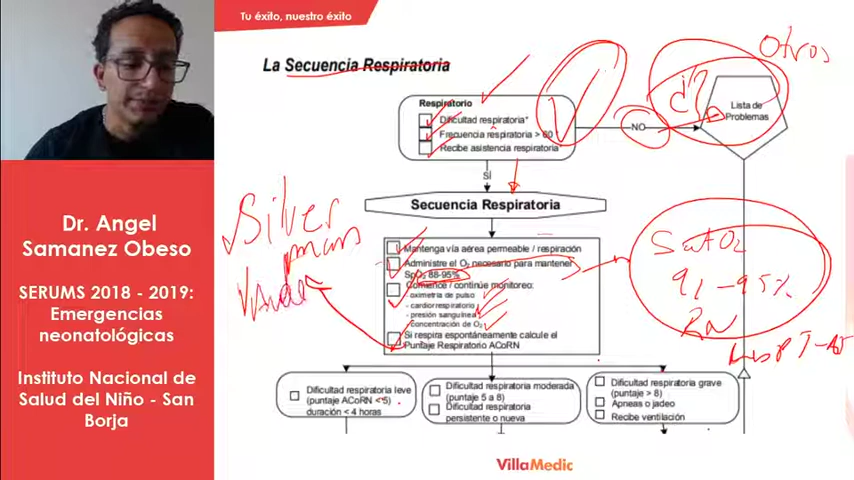 Tu éxito, nuestro éxito
Dr. Angel
Samanez Obeso
SERUMS 2018 - 2019:
Emergencias
neonatológicas
Instituto Nacional de
Salud del Niño - San
Borja
La Secuencia Respiratoria
Otros
Respiratorio
Dificultad respiratoria*
Frecuencia respiratoria > 60
Recibe asistencia respiratoria
NO
Lista de
Problemas
SÍ
Secuencia Respiratoria
Silverman
Mantenga vía aérea permeable / respiración
Administre el O₂ necesario para mantener
SpO₂ 88-95%
Comience / continúe monitoreo:
- oximetría de pulso
- cardiorrespiratorio
- presión sanguínea
- concentración de O₂
Si respira espontáneamente calcule el
Puntaje Respiratorio ACoRN
SatO2
91-95%
RN
Dificultad respiratoria leve
(puntaje ACoRN <5)
duración < 4 horas
Dificultad respiratoria moderada
(puntaje 5 a 8)
Dificultad respiratoria
persistente o nueva
Dificultad respiratoria grave
(puntaje > 8)
Apneas o jadeo
Recibe ventilación
VillaMedic